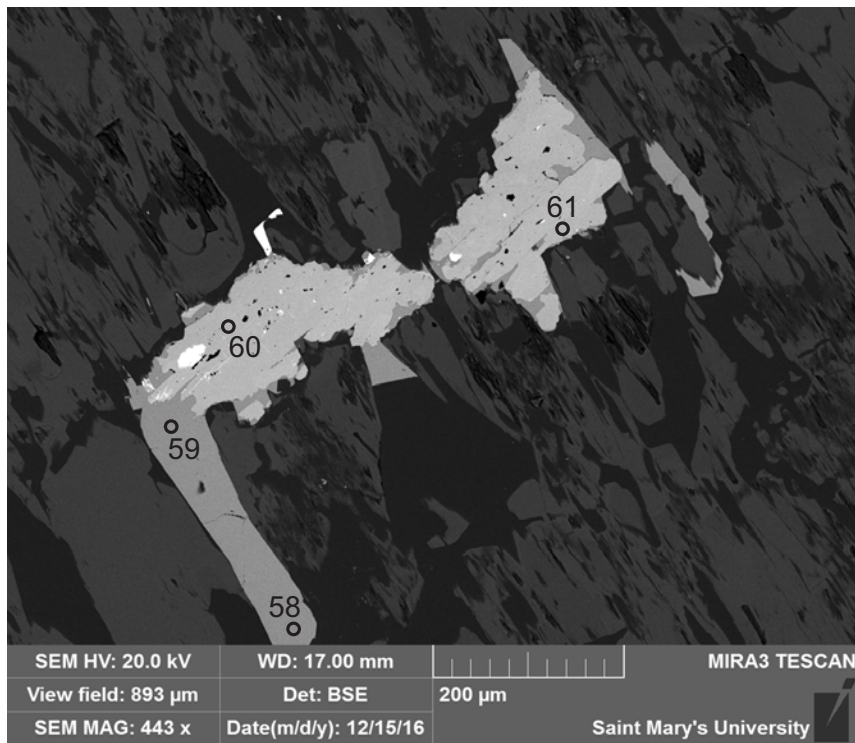 61
60
59
58
SEM HV: 20.0 kV WD: 17.00 mm MIRA3 TESCAN
View field: 893 µm Det: BSE 200 µm
SEM MAG: 443 x Date(m/d/y): 12/15/16 Saint Mary's University